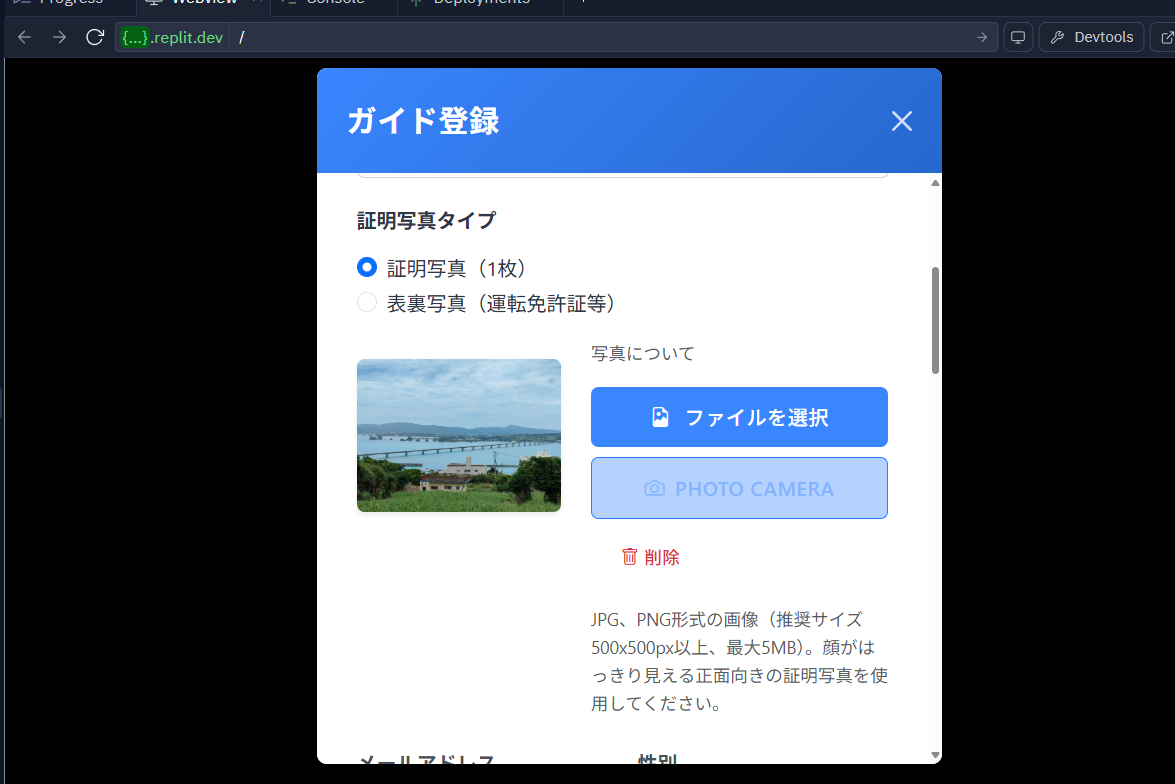 Progress
Webview
Console
Deployments
{...}.replit.dev /
Devtools
ガイド登録
証明写真タイプ
証明写真（1枚）
表裏写真（運転免許証等）
写真について
ファイルを選択
PHOTO CAMERA
削除
JPG、PNG形式の画像（推奨サイズ
500x500px以上、最大5MB）。顔がは
っきり見える正面向きの証明写真を使
用してください。
メールアドレス
性別